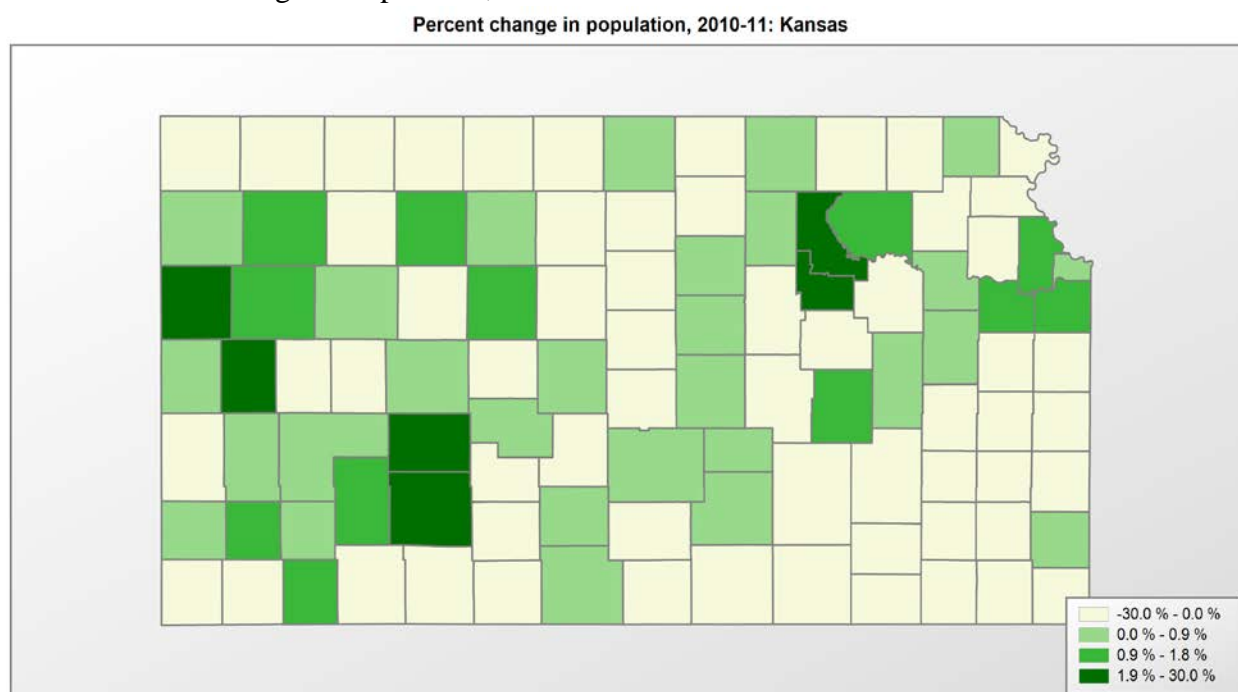 Percent change in population, 2010-11: Kansas
-30.0 % - 0.0 %
0.0 % - 0.9 %
0.9 % - 1.8 %
1.9 % - 30.0 %